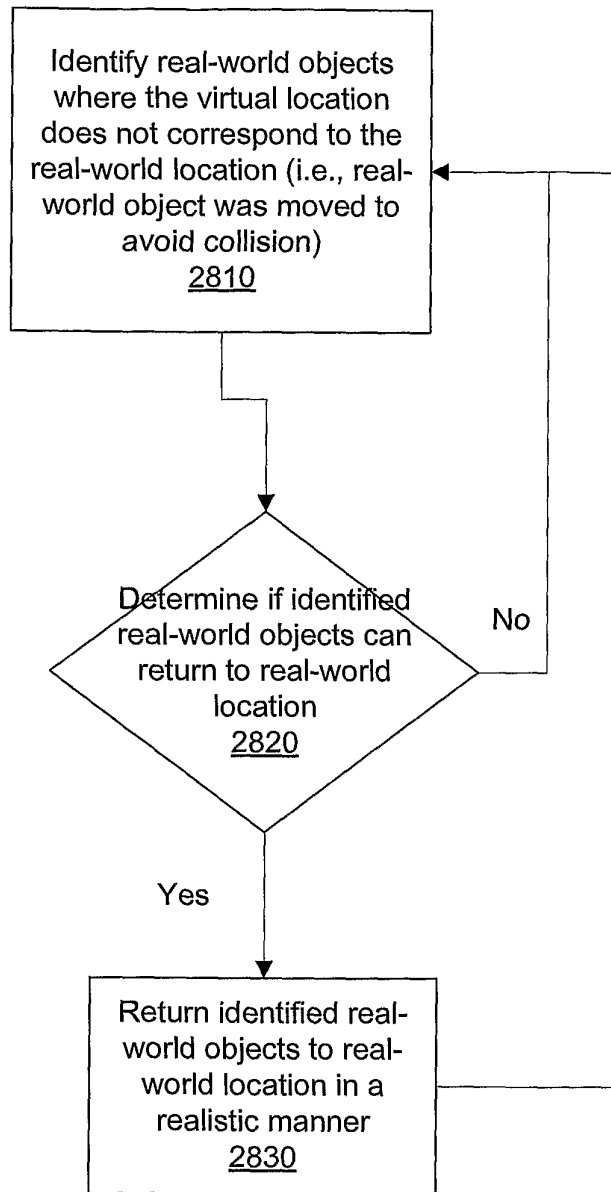 Identify real-world objects
where the virtual location
does not correspond to the
real-world location (i.e., real-
world object was moved to
avoid collision)
2810
Determine if identified
real-world objects can
return to real-world
location
2820
No
Yes
Return identified real-
world objects to real-
world location in a
realistic manner
2830